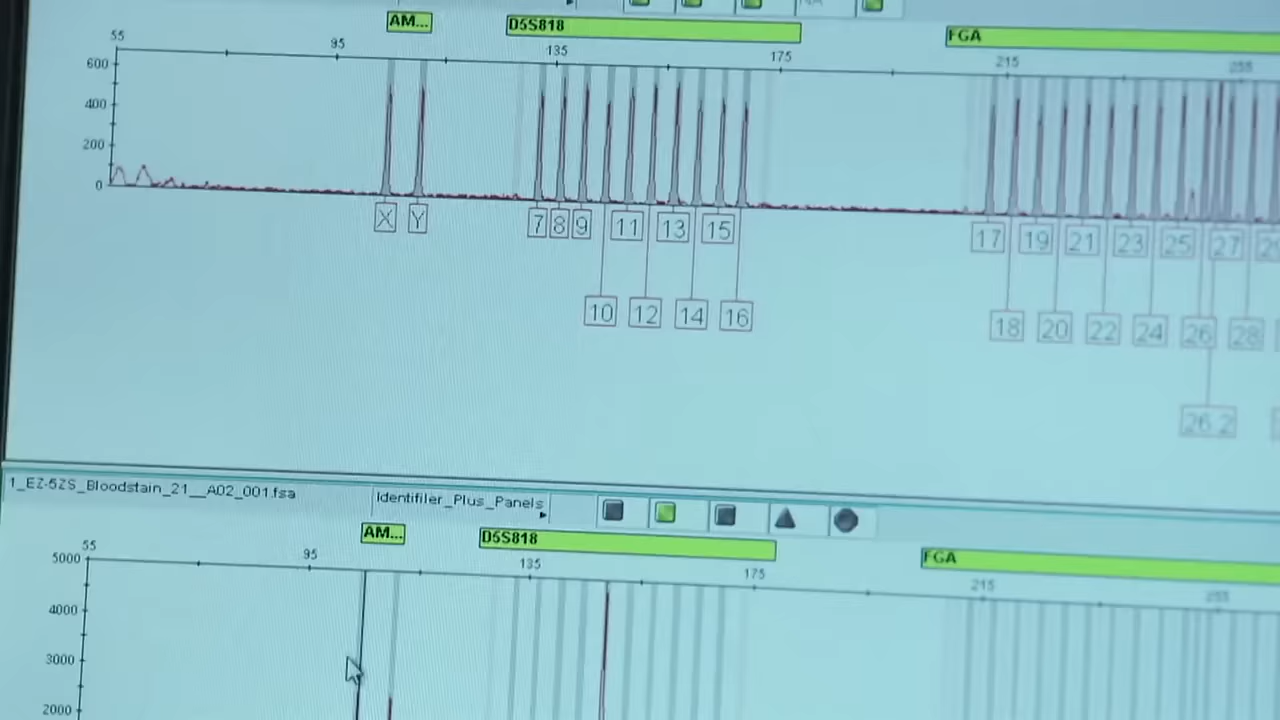 AM... D5S818 FGA
55 95 135 175 215 255
600
400
200
0
X Y 7 8 9 11 13 15 17 19 21 23 25 27
10 12 14 16 18 20 22 24 26 28
26.2
1_EZ-5ZS_Bloodstain_21__A02_001.fsa Identifiler_Plus_Panels
AM... D5S818 FGA
55 95 135 175 215 255
5000
4000
3000
2000